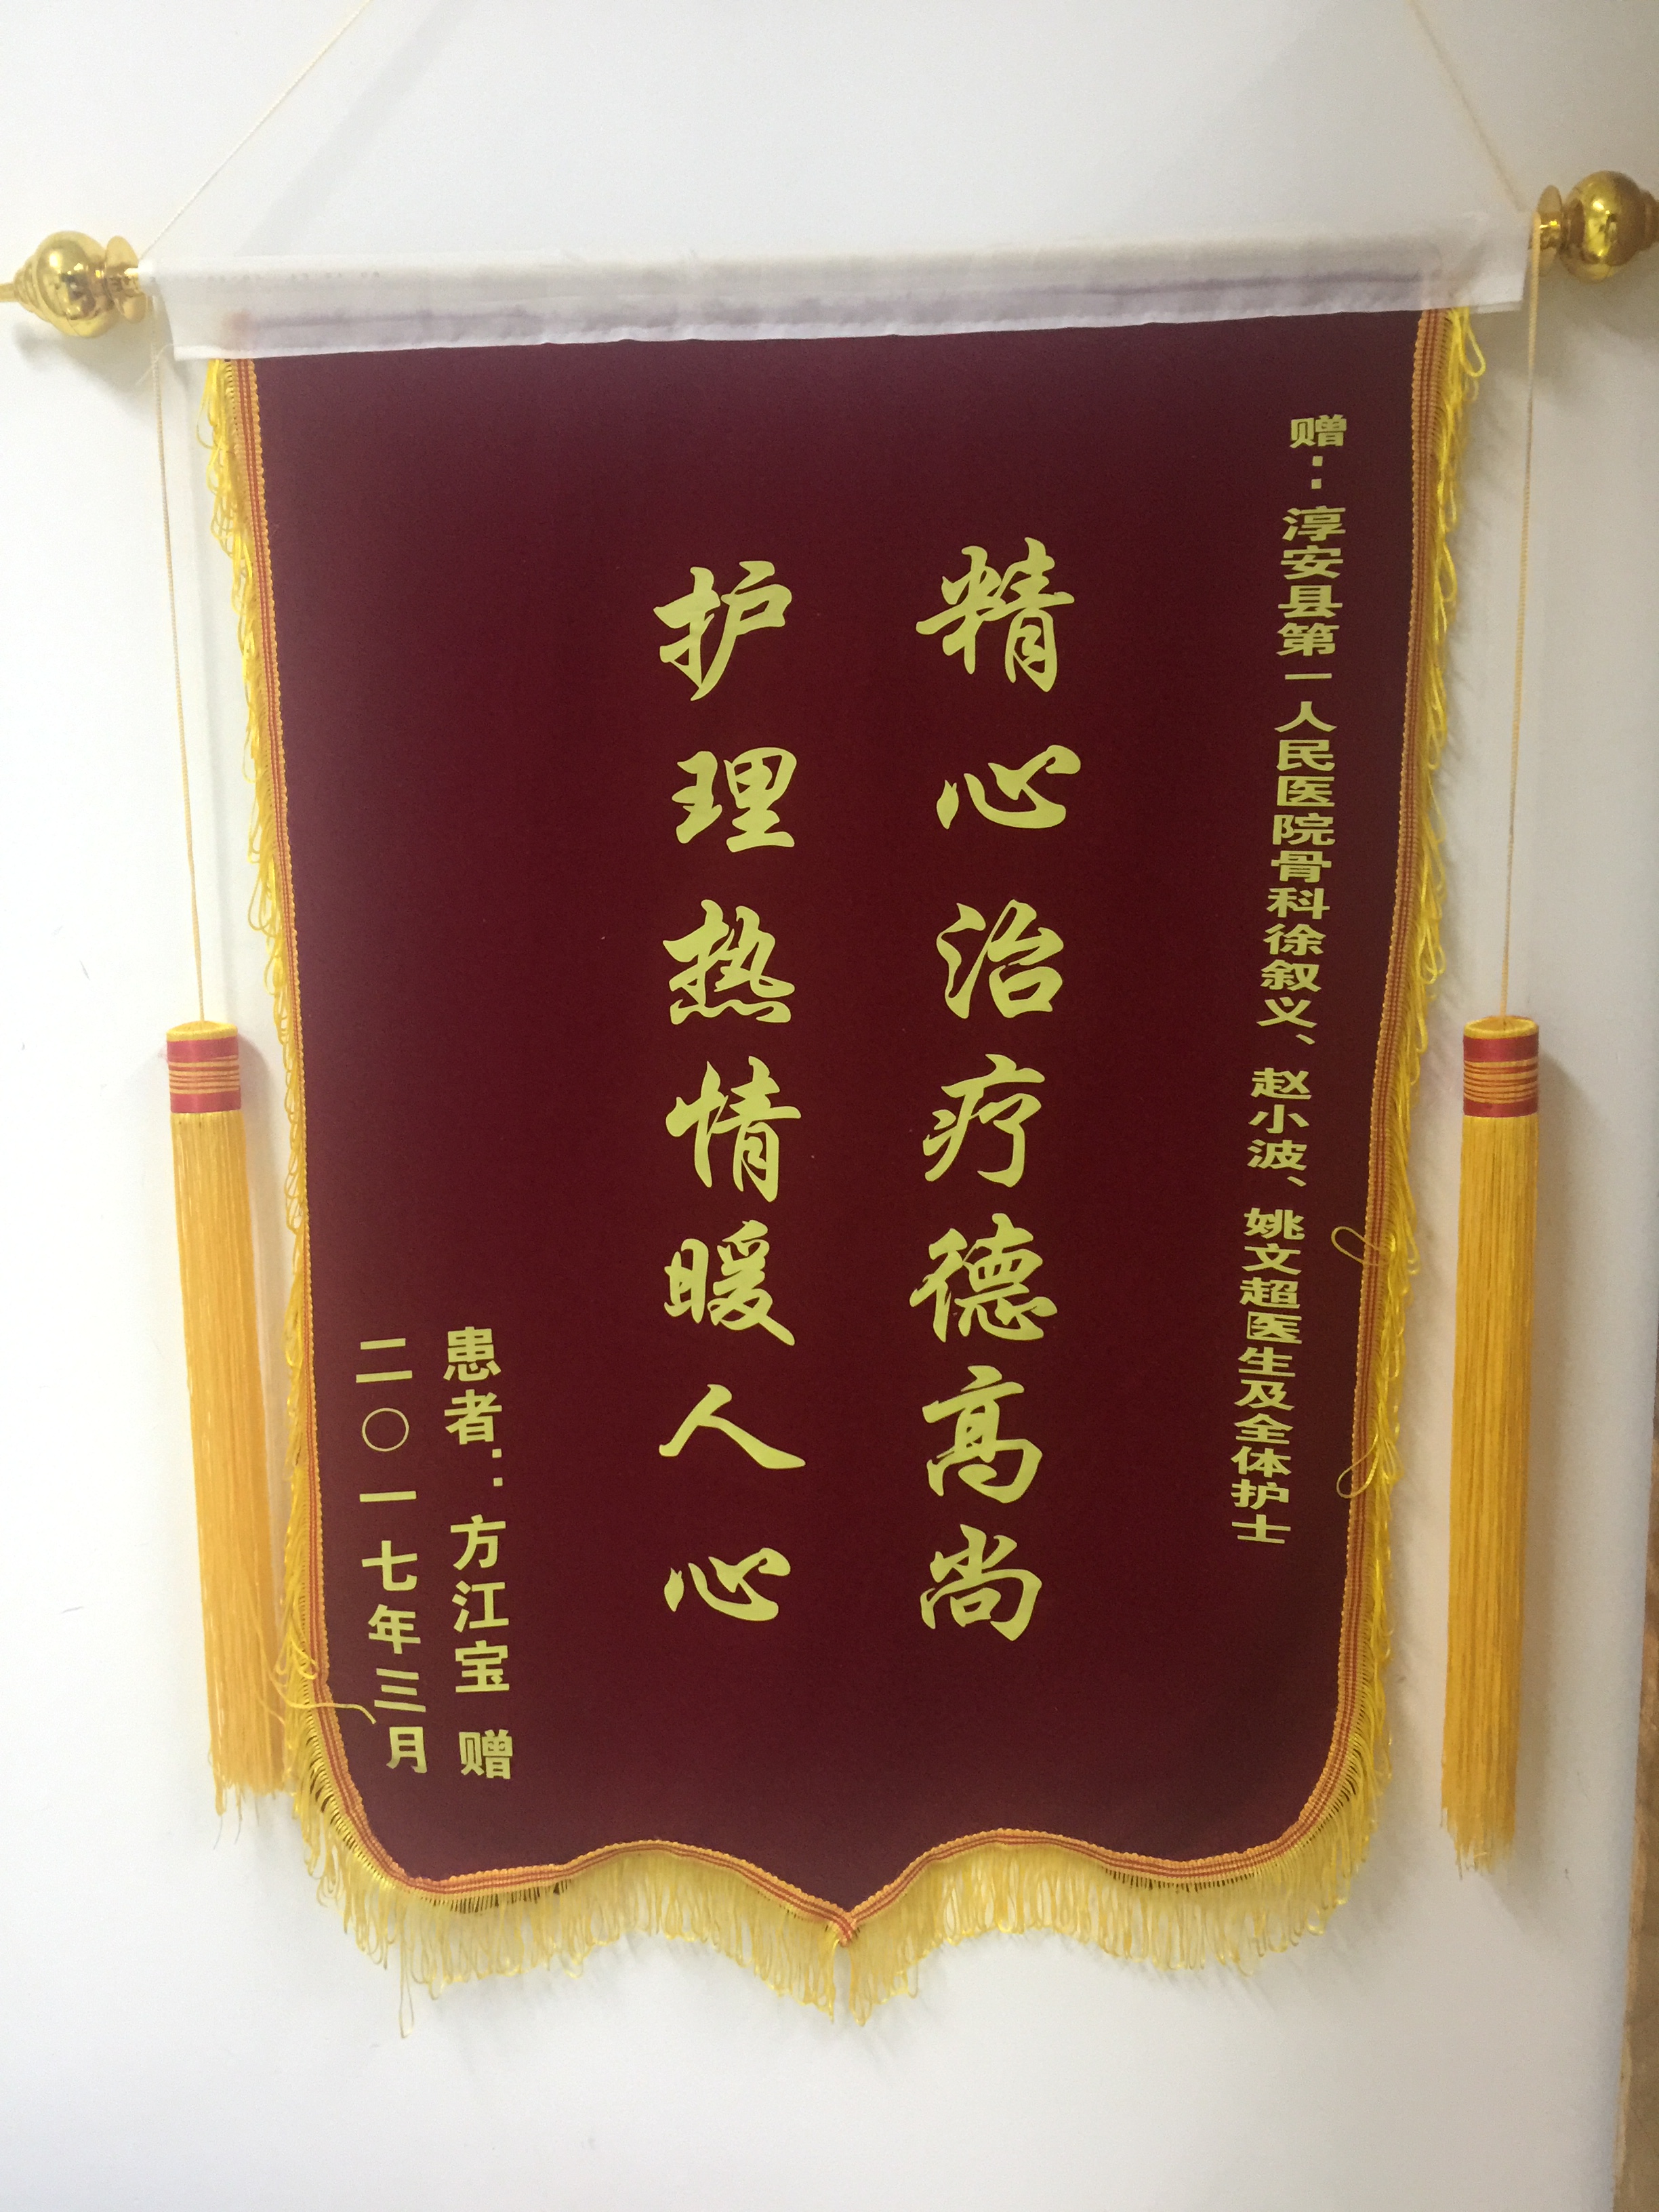 赠：淳安县第一人民医院骨科徐叙义、赵小波、姚文超医生及全体护士
精心治疗德高尚
护理热情暖人心
患者：方江宝 赠
二〇一七年三月